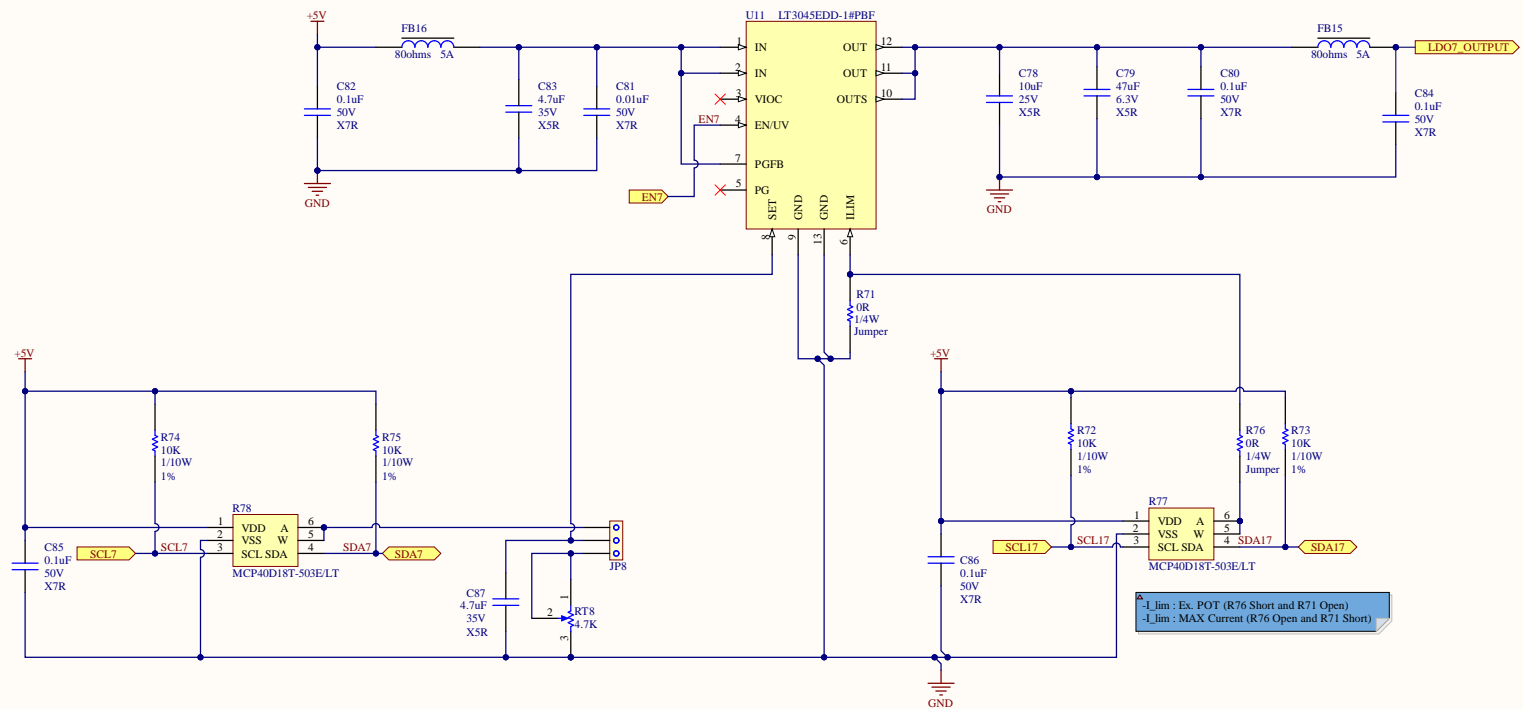 +5V
FB16
80ohms 5A
C82
0.1uF
50V
X7R
C83
4.7uF
35V
X5R
C81
0.01uF
50V
X7R
GND
U11 LT3045EDD-1#PBF
1 IN
2 IN
3 VIOC
EN7 4 EN/UV
7 PGFB
5 PG
EN7
OUT 12
OUT 11
OUTS 10
SET
GND
GND
ILIM
8
9
13
6
C78
10uF
25V
X5R
C79
47uF
6.3V
X5R
C80
0.1uF
50V
X7R
FB15
80ohms 5A
LDO7_OUTPUT
C84
0.1uF
50V
X7R
GND
R71
0R
1/4W
Jumper
+5V
R74
10K
1/10W
1%
R75
10K
1/10W
1%
R78
1 VDD A 6
2 VSS W 5
3 SCL SDA 4
MCP40D18T-503E/LT
SCL7
SCL7
SDA7
SDA7
C85
0.1uF
50V
X7R
JP8
C87
4.7uF
35V
X5R
1
2
3
RT8
4.7K
+5V
R72
10K
1/10W
1%
R76
0R
1/4W
Jumper
R73
10K
1/10W
1%
R77
1 VDD A 6
2 VSS W 5
3 SCL SDA 4
MCP40D18T-503E/LT
SCL17
SCL17
SDA17
SDA17
C86
0.1uF
50V
X7R
-I_lim : Ex. POT (R76 Short and R71 Open)
-I_lim : MAX Current (R76 Open and R71 Short)
GND